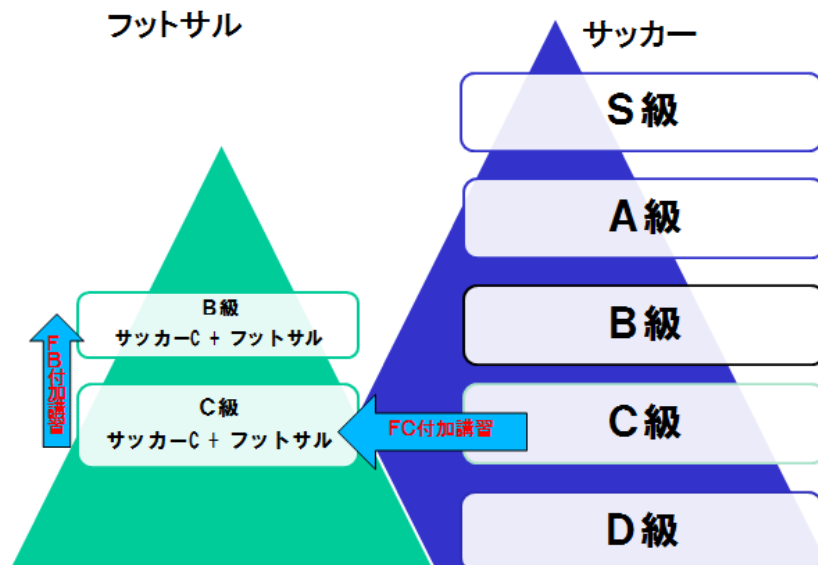 フットサル
サッカー
S級
A級
B級
サッカーC + フットサル
B級
FB付加講習
C級
サッカーC + フットサル
FC付加講習
C級
D級